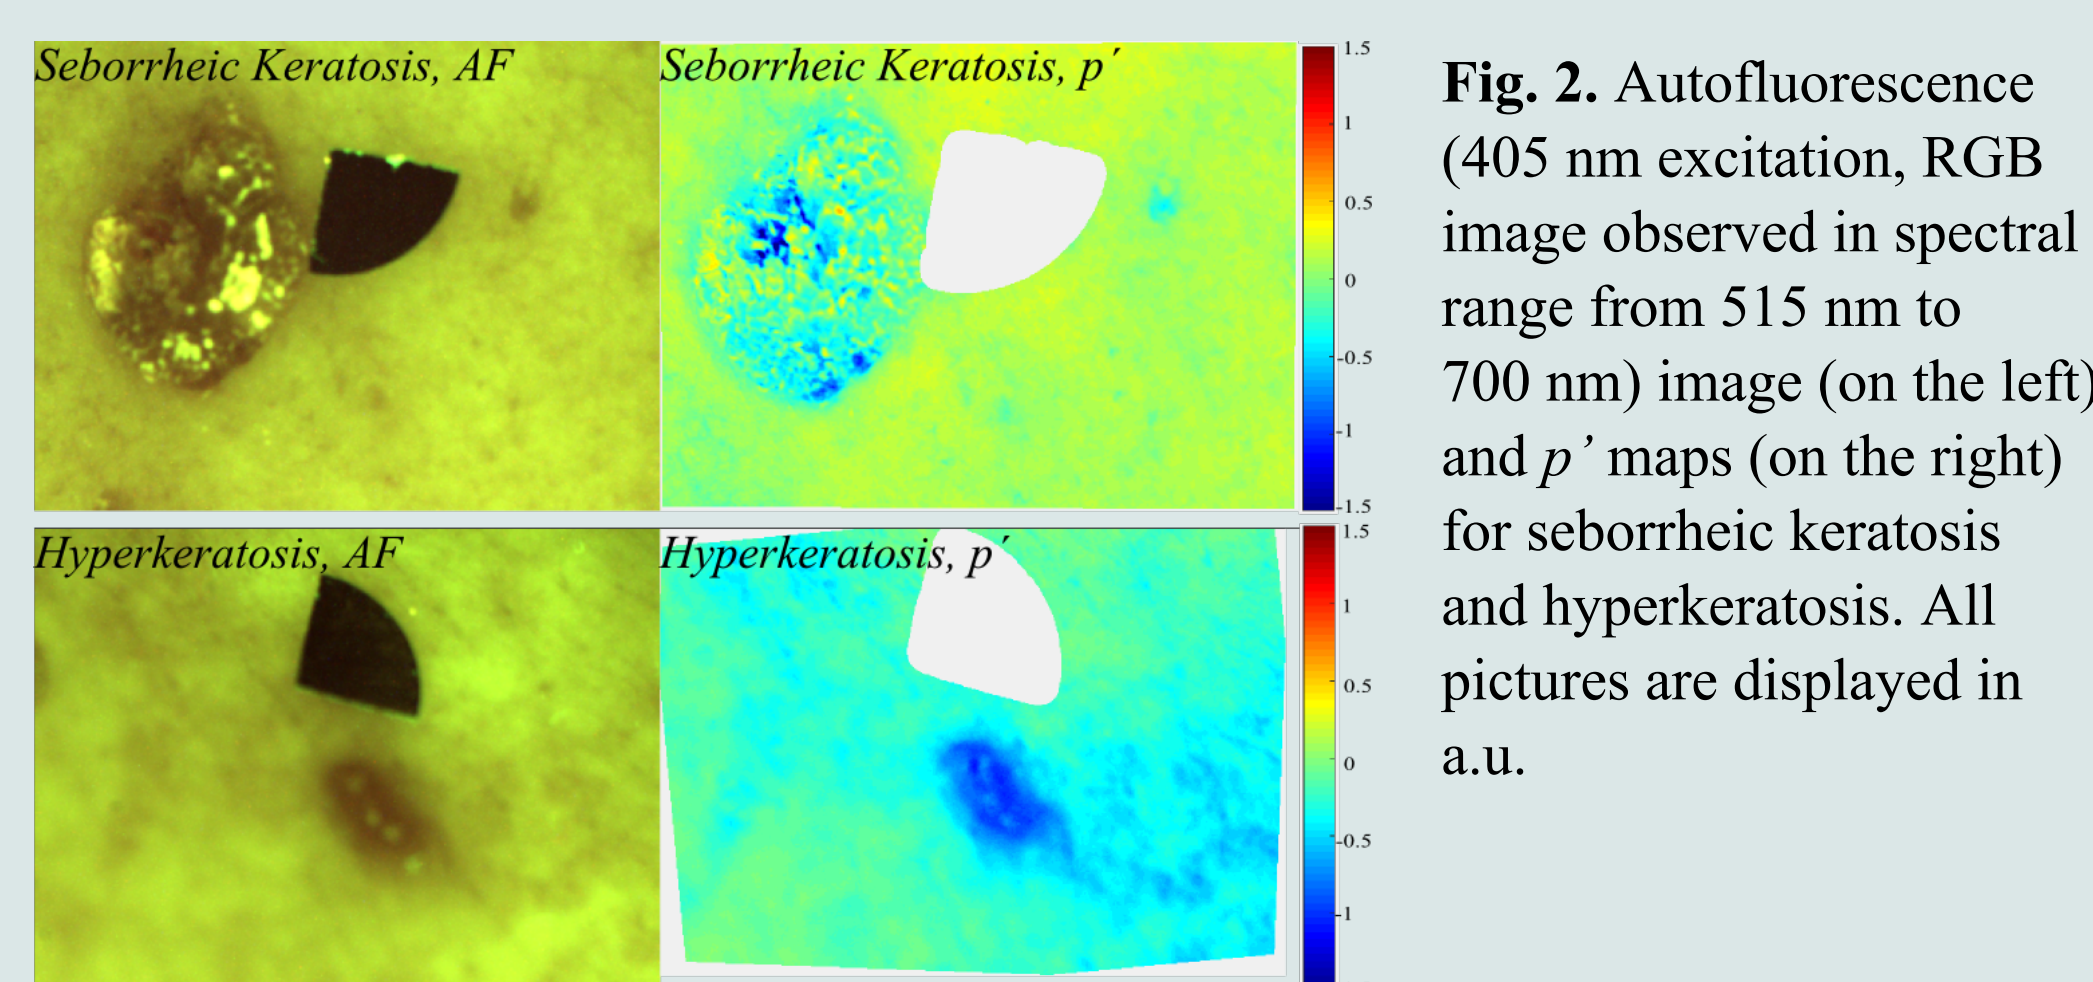 Seborrheic Keratosis, AF
Seborrheic Keratosis, p´
1.5
1
0.5
0
-0.5
-1
-1.5
Hyperkeratosis, AF
Hyperkeratosis, p´
1.5
1
0.5
0
-0.5
-1
Fig. 2. Autofluorescence
(405 nm excitation, RGB
image observed in spectral
range from 515 nm to
700 nm) image (on the left)
and p’ maps (on the right)
for seborrheic keratosis
and hyperkeratosis. All
pictures are displayed in
a.u.